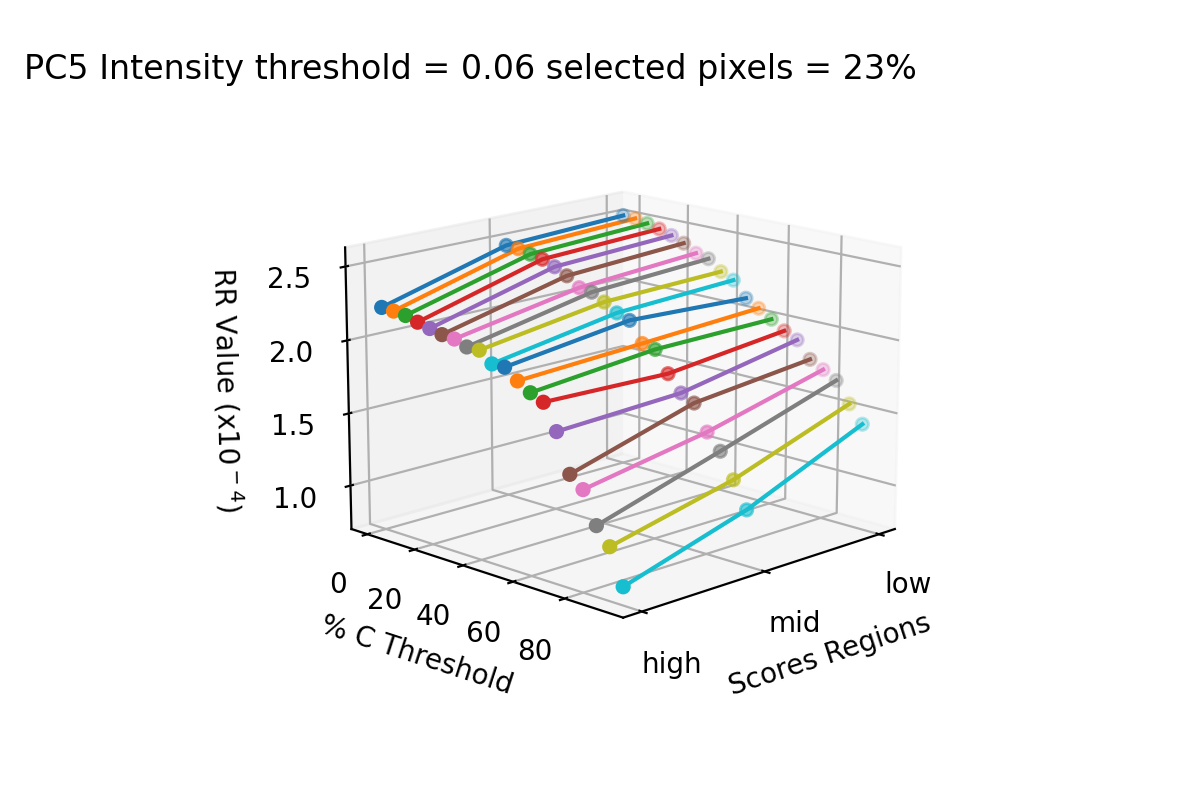 PC5 Intensity threshold = 0.06 selected pixels = 23%
RR Value (x10⁻⁴)
2.5
2.0
1.5
1.0
0
20
40
60
80
% C Threshold
high
mid
low
Scores Regions